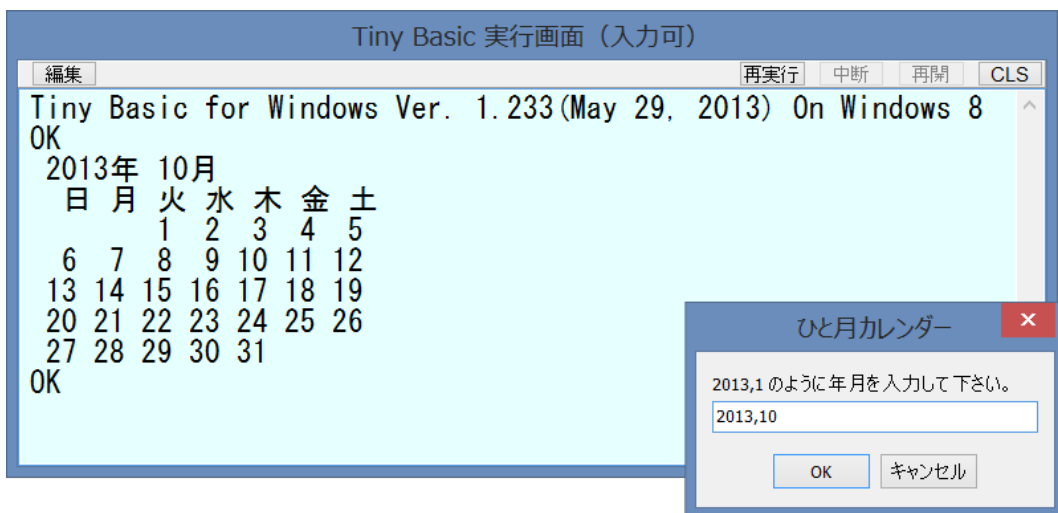 Tiny Basic 実行画面（入力可）
編集 再実行 中断 再開 CLS
Tiny Basic for Windows Ver. 1.233(May 29, 2013) On Windows 8
OK
2013年 10月
日 月 火 水 木 金 土
1 2 3 4 5
6 7 8 9 10 11 12
13 14 15 16 17 18 19
20 21 22 23 24 25 26
27 28 29 30 31
OK
ひと月カレンダー
2013,1 のように年月を入力して下さい。
2013,10
OK キャンセル